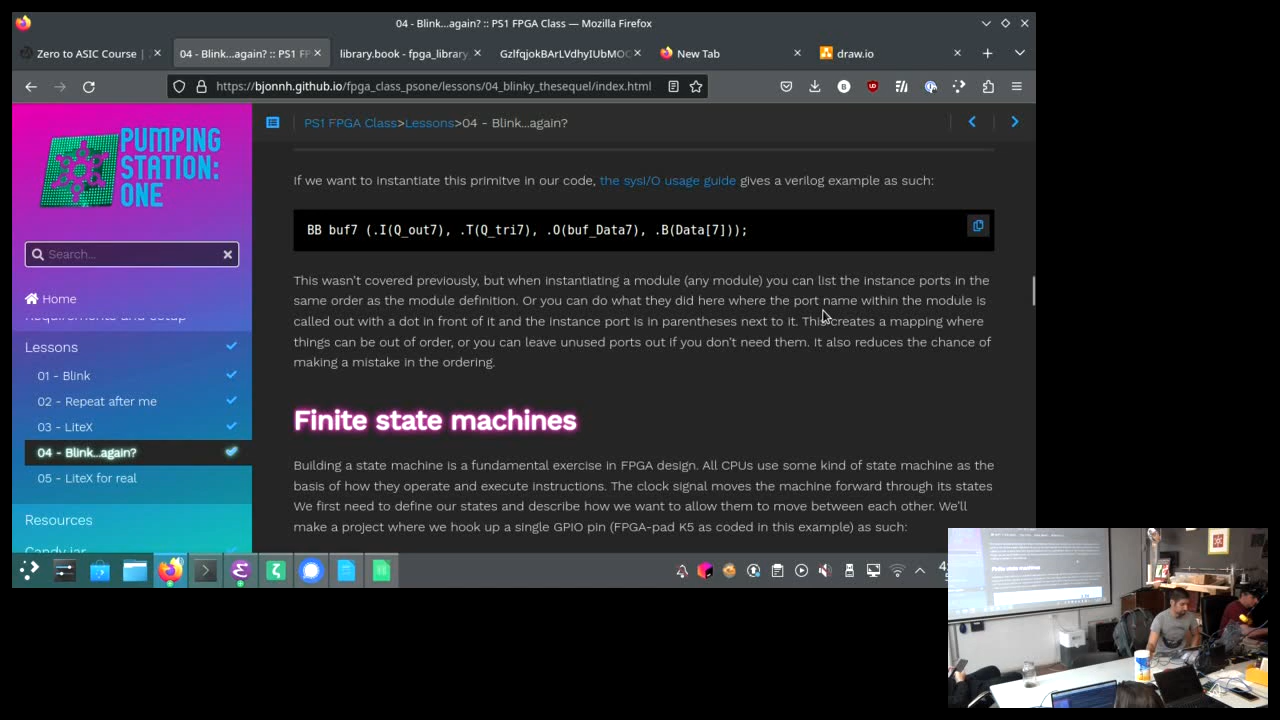 04 - Blink...again? :: PS1 FPGA Class — Mozilla Firefox
Zero to ASIC Course |
04 - Blink...again? :: PS1 F
library.book - fpga_library
GzlfqjokBArLVdhyIUbMO
New Tab
draw.io
https://bjonnh.github.io/fpga_class_psone/lessons/04_blinky_thesequel/index.html
PUMPING
STATION:
ONE
Search...
Home
Requirements and setup
Lessons
01 - Blink
02 - Repeat after me
03 - LiteX
04 - Blink...again?
05 - LiteX for real
Resources
Candy jar
PS1 FPGA Class>Lessons>04 - Blink...again?
If we want to instantiate this primitive in our code, the sysI/O usage guide gives a verilog example as such:
BB buf7 (.I(Q_out7), .T(Q_tri7), .O(buf_Data7), .B(Data[7]));
This wasn't covered previously, but when instantiating a module (any module) you can list the instance ports in the
same order as the module definition. Or you can do what they did here where the port name within the module is
called out with a dot in front of it and the instance port is in parentheses next to it. This creates a mapping where
things can be out of order, or you can leave unused ports out if you don't need them. It also reduces the chance of
making a mistake in the ordering.
Finite state machines
Building a state machine is a fundamental exercise in FPGA design. All CPUs use some kind of state machine as the
basis of how they operate and execute instructions. The clock signal moves the machine forward through its states
We first need to define our states and describe how we want to allow them to move between each other. We'll
make a project where we hook up a single GPIO pin (FPGA-pad K5 as coded in this example) as such:
Finite state machines